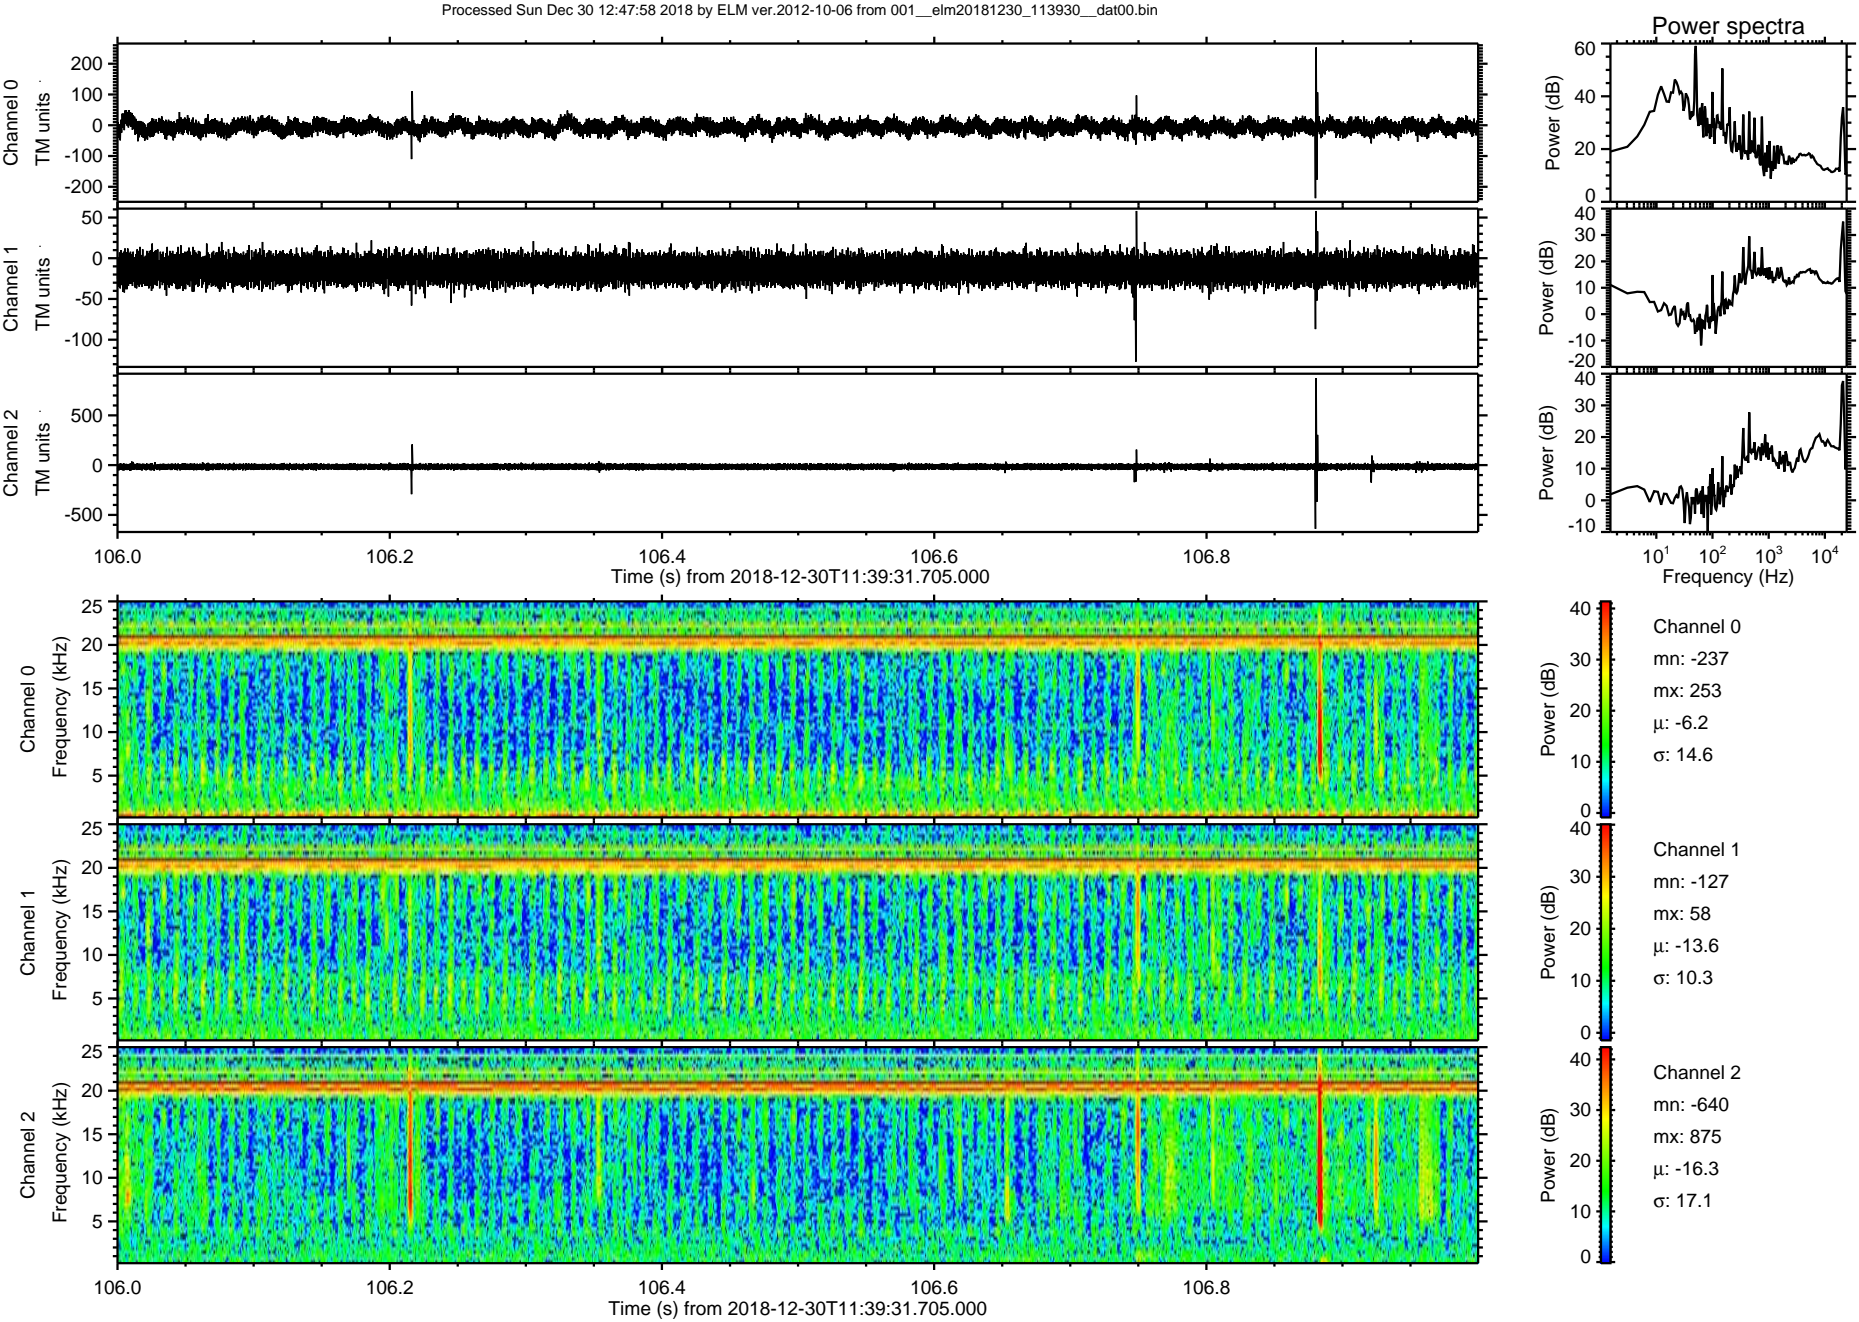 Processed Sun Dec 30 12:47:58 2018 by ELM ver.2012-10-06 from 001__elm20181230_113930__dat00.bin
Power spectra
Channel 0
TM units
200
100
0
-100
-200
Power (dB)
60
40
20
0
Channel 1
TM units
50
0
-50
-100
Power (dB)
40
30
20
10
0
-10
-20
Channel 2
TM units
500
0
-500
Power (dB)
40
30
20
10
0
-10
106.0 106.2 106.4 106.6 106.8
Time (s) from 2018-12-30T11:39:31.705.000
10¹ 10² 10³ 10⁴
Frequency (Hz)
Channel 0
Frequency (kHz)
25
20
15
10
5
Power (dB)
40
30
20
10
0
Channel 0
mn: -237
mx: 253
µ: -6.2
σ: 14.6
Channel 1
Frequency (kHz)
25
20
15
10
5
Power (dB)
40
30
20
10
0
Channel 1
mn: -127
mx: 58
µ: -13.6
σ: 10.3
Channel 2
Frequency (kHz)
25
20
15
10
5
Power (dB)
40
30
20
10
0
Channel 2
mn: -640
mx: 875
µ: -16.3
σ: 17.1
106.0 106.2 106.4 106.6 106.8
Time (s) from 2018-12-30T11:39:31.705.000